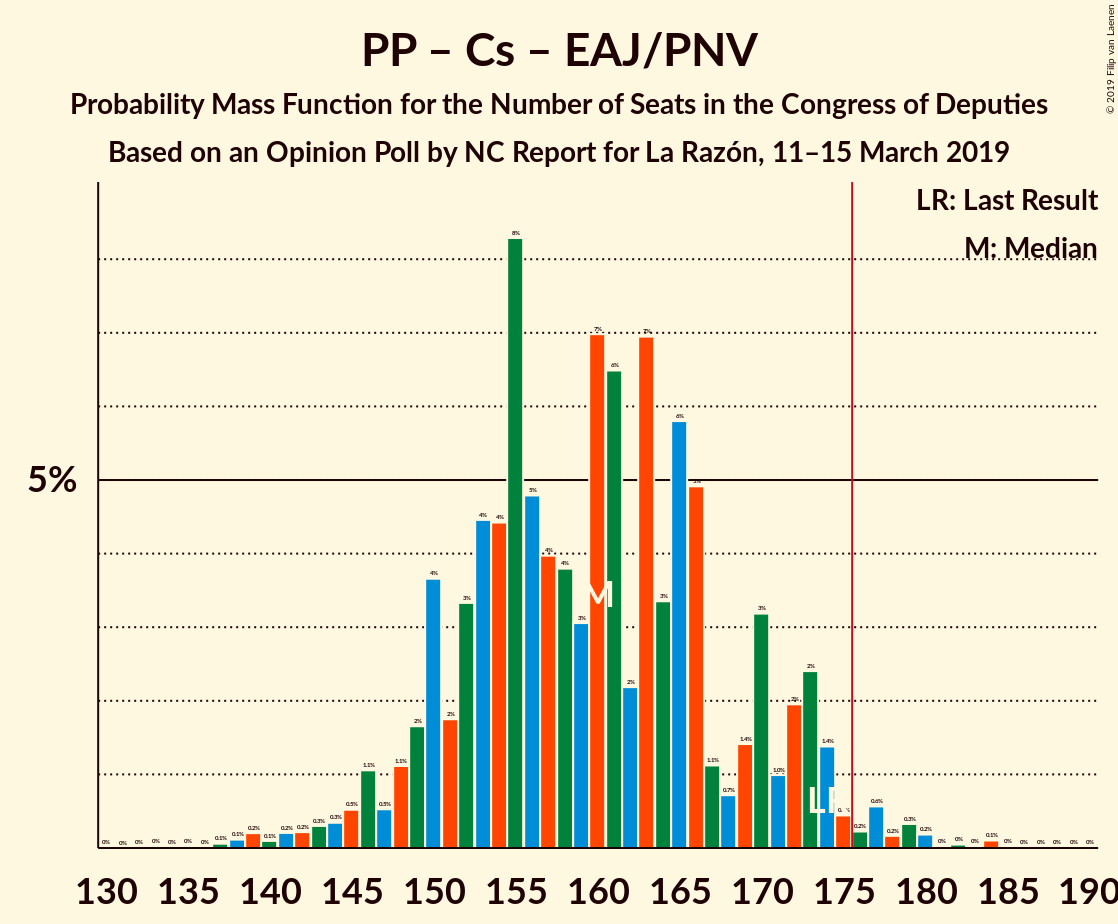 PP – Cs – EAJ/PNV
Probability Mass Function for the Number of Seats in the Congress of Deputies
Based on an Opinion Poll by NC Report for La Razón, 11–15 March 2019
© 2019 Filip van Laenen
LR: Last Result
M: Median
5%
0% 0% 0% 0% 0% 0% 0% 0.1% 0.1% 0.2% 0.1% 0.2% 0.2% 0.3% 0.3% 0.5% 1.1% 0.5% 1.1% 2% 4% 2% 3% 4% 4% 8% 5% 4% 4% 3% 7% 6% 2% 7% 3% 6% 5% 1.1% 0.7% 1.4% 3% 1.0% 2% 2% 1.4% 0.2% 0.6% 0.2% 0.3% 0.2% 0% 0% 0% 0.1% 0% 0% 0% 0% 0% 0%
M
LR
130 135 140 145 150 155 160 165 170 175 180 185 190